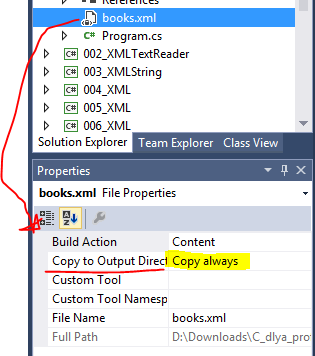 References
books.xml
Program.cs
002_XMLTextReader
003_XMLString
004_XML
005_XML
006_XML
Solution Explorer Team Explorer Class View
Properties
books.xml File Properties
Build Action Content
Copy to Output Direct Copy always
Custom Tool
Custom Tool Namesp
File Name books.xml
Full Path D:\Downloads\C_dlya_pro